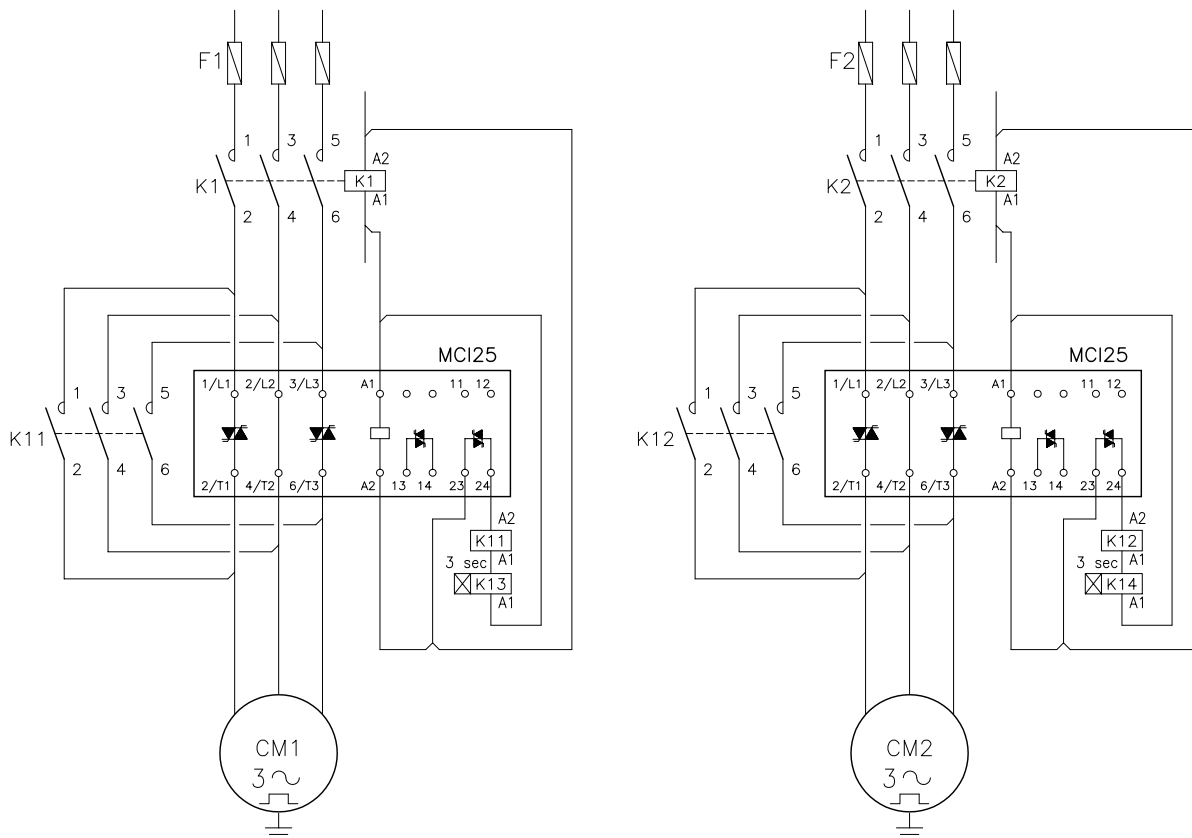 F1
1 3 5
A2
K1
K1
A1
2 4 6
MCI25
1/L1 2/L2 3/L3 A1 11 12
1 3 5
K11
2 4 6
2/T1 4/T2 6/T3 A2 13 14 23 24
A2
K11
A1
3 sec
K13
A1
CM1
3
F2
1 3 5
A2
K2
K2
A1
2 4 6
MCI25
1/L1 2/L2 3/L3 A1 11 12
1 3 5
K12
2 4 6
2/T1 4/T2 6/T3 A2 13 14 23 24
A2
K12
A1
3 sec
K14
A1
CM2
3